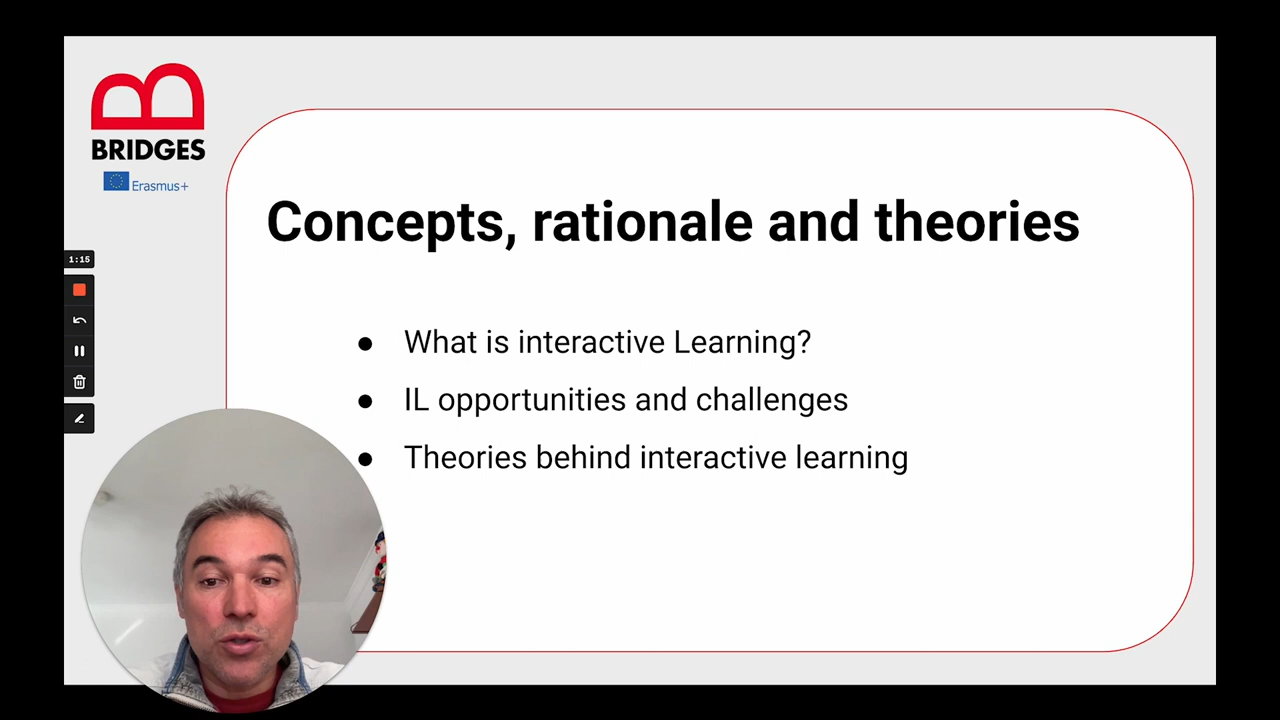 BRIDGES
Erasmus+
Concepts, rationale and theories
1:15
● What is interactive Learning?
● IL opportunities and challenges
● Theories behind interactive learning